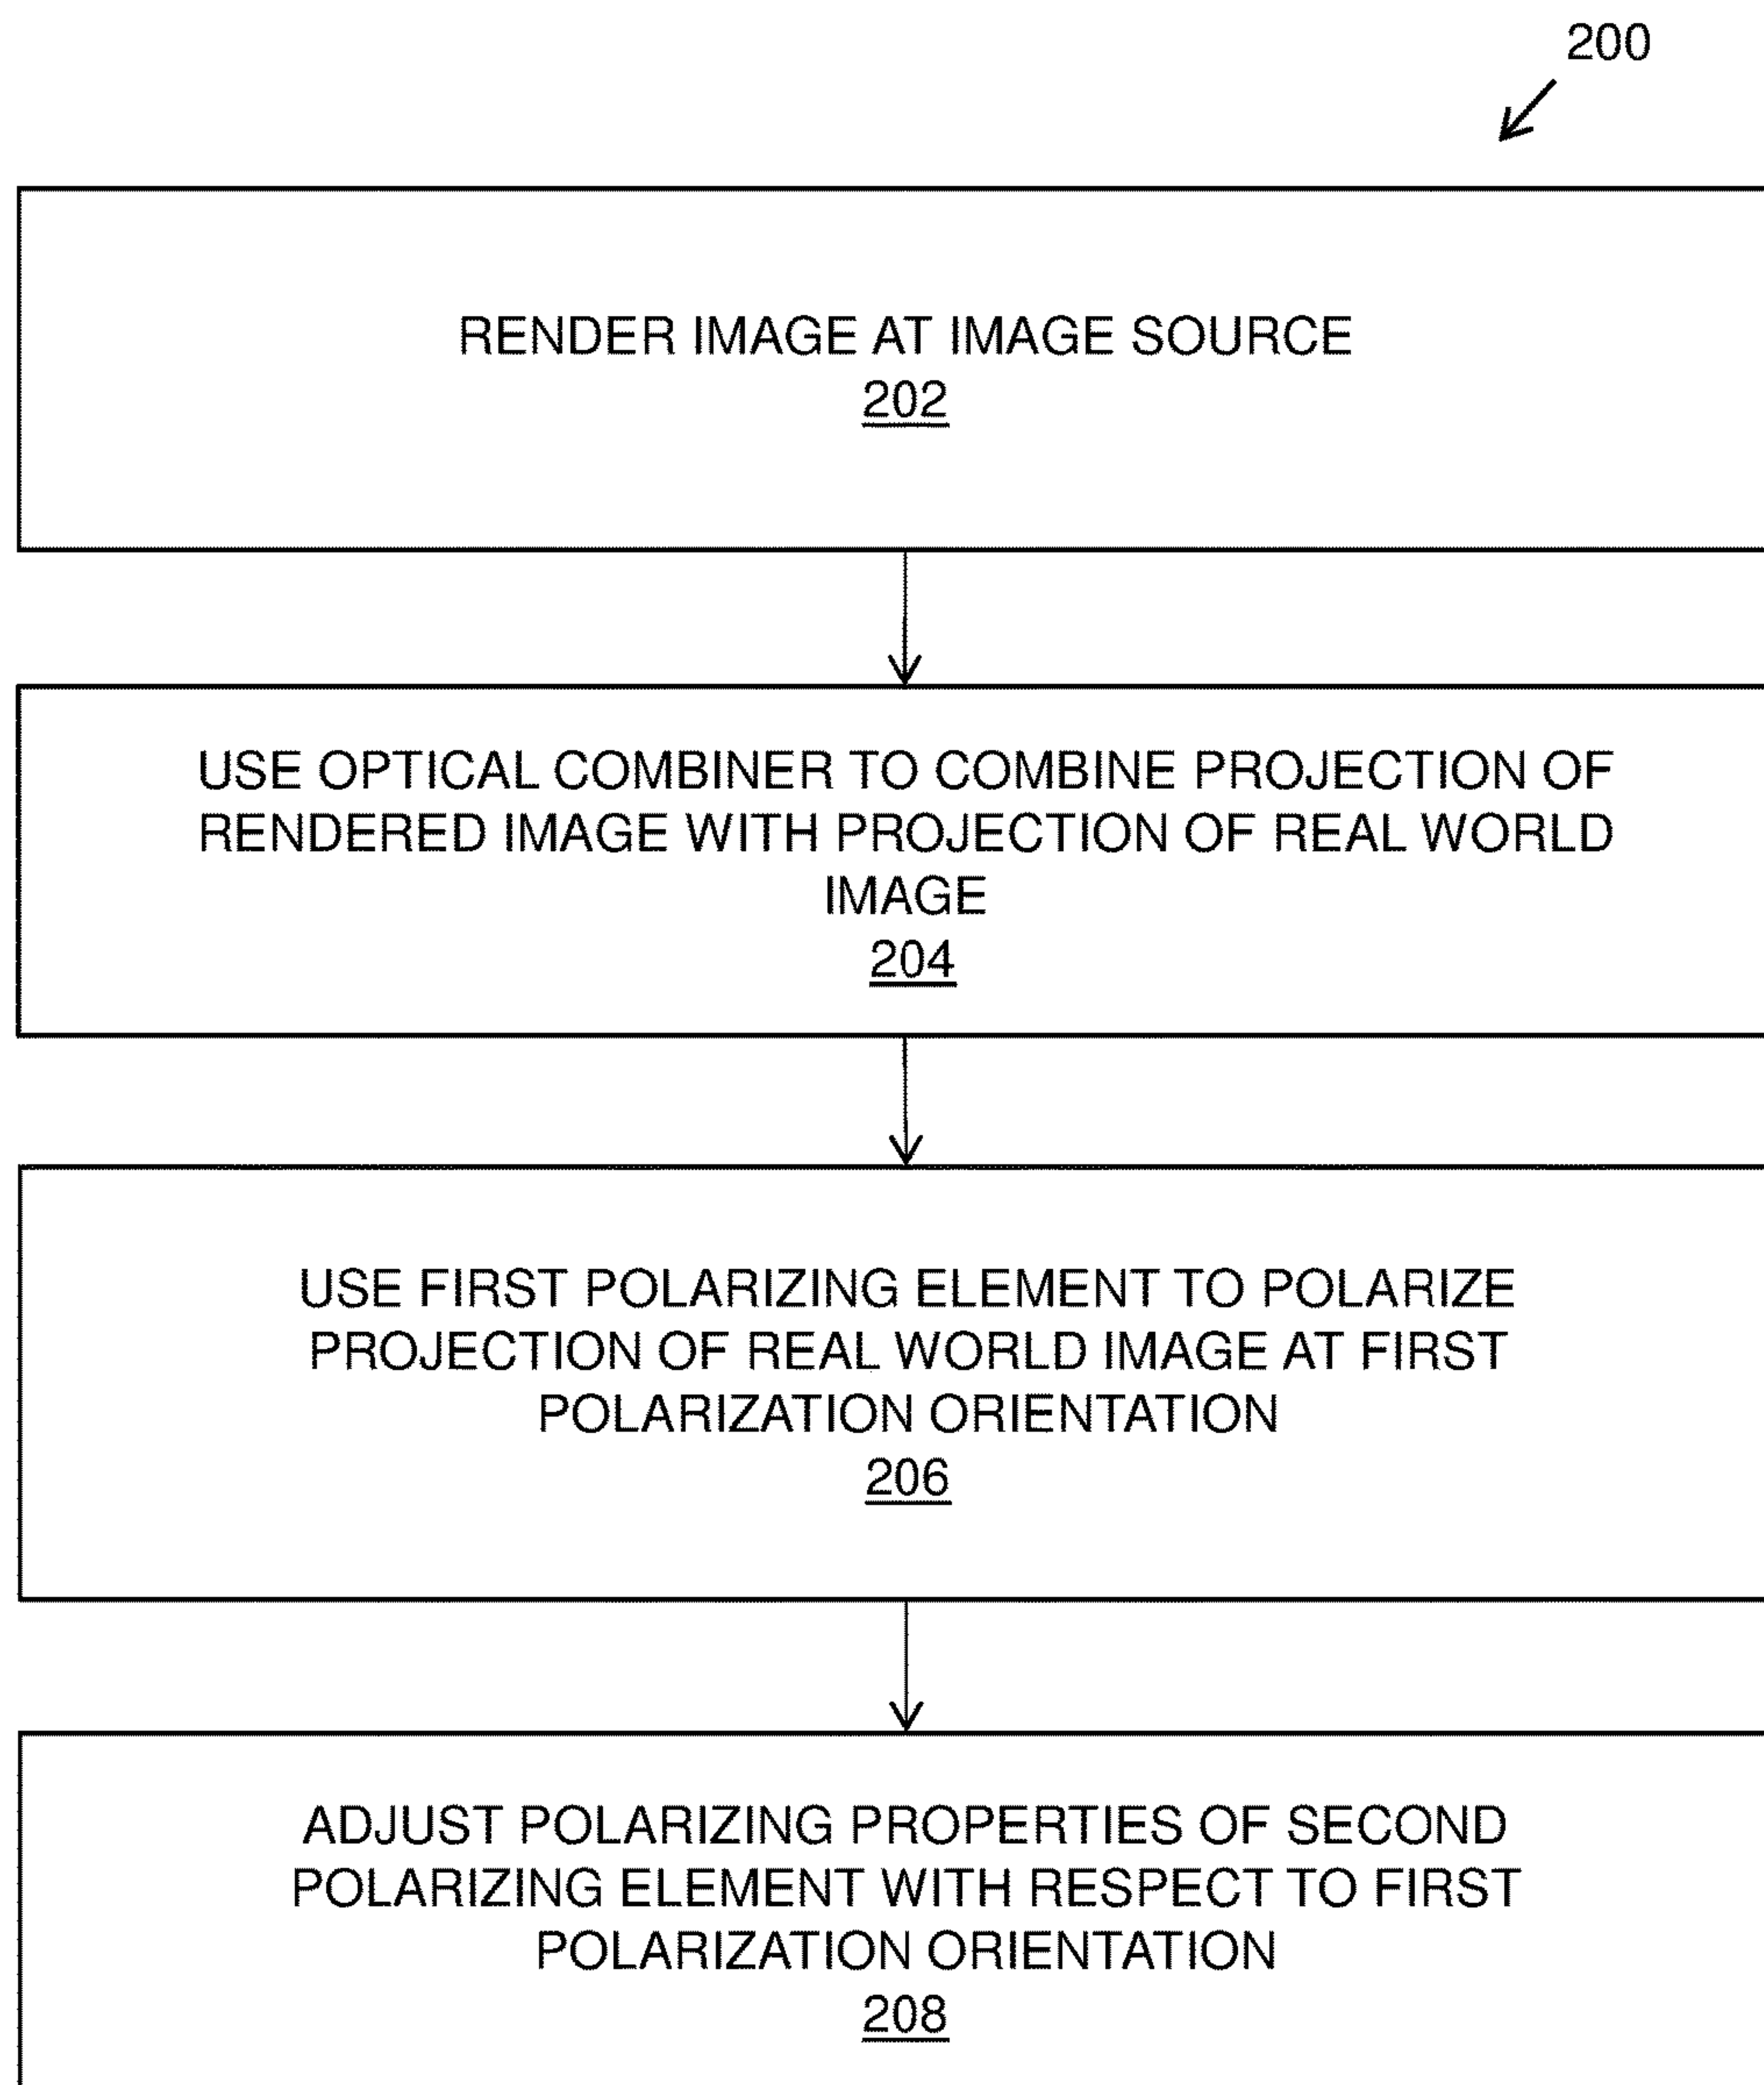 200
RENDER IMAGE AT IMAGE SOURCE
202
USE OPTICAL COMBINER TO COMBINE PROJECTION OF
RENDERED IMAGE WITH PROJECTION OF REAL WORLD
IMAGE
204
USE FIRST POLARIZING ELEMENT TO POLARIZE
PROJECTION OF REAL WORLD IMAGE AT FIRST
POLARIZATION ORIENTATION
206
ADJUST POLARIZING PROPERTIES OF SECOND
POLARIZING ELEMENT WITH RESPECT TO FIRST
POLARIZATION ORIENTATION
208